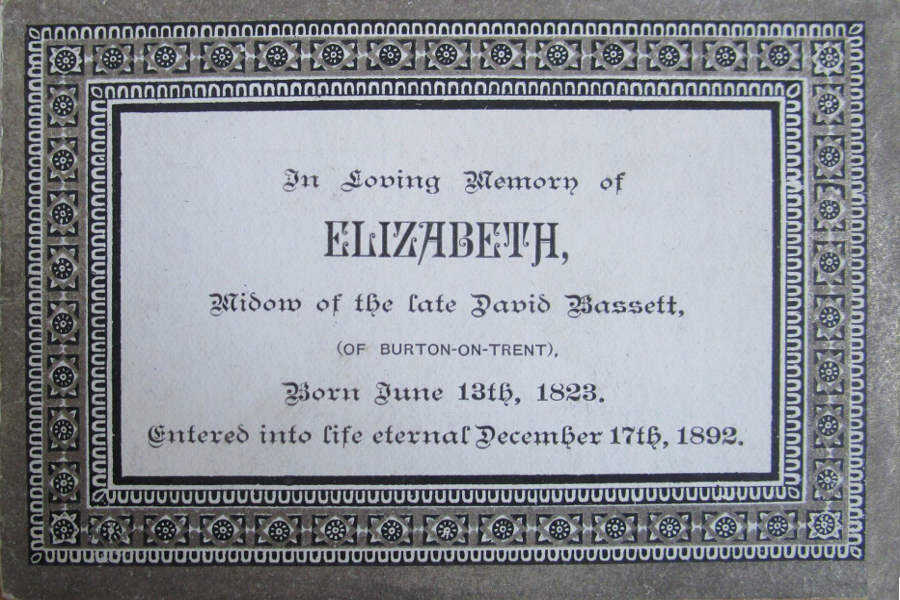 In Loving Memory of
ELIZABETH,
Widow of the late David Bassett,
(OF BURTON-ON-TRENT),
Born June 13th, 1823.
Entered into life eternal December 17th, 1892.